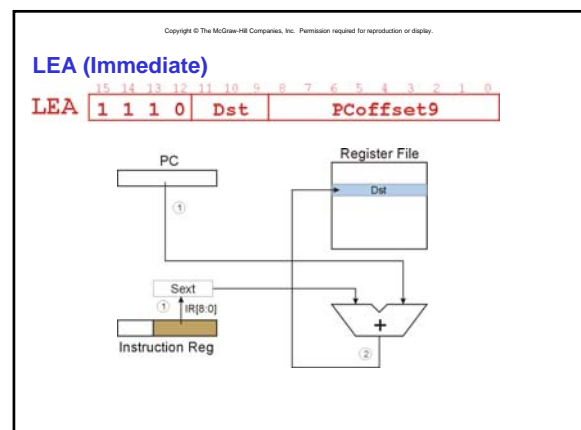 Copyright © The McGraw-Hill Companies, Inc. Permission required for reproduction or display.
LEA (Immediate)
15 14 13 12 11 10 9 8 7 6 5 4 3 2 1 0
LEA 1 1 1 0 Dst PCoffset9
PC
Register File
Dst
1
Sext
1
IR[8:0]
+
2
Instruction Reg